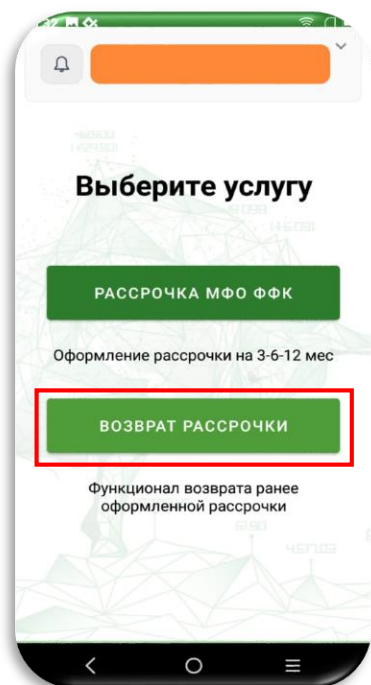 Выберите услугу
РАССРОЧКА МФО ФФК
Оформление рассрочки на 3-6-12 мес
ВОЗВРАТ РАССРОЧКИ
Функционал возврата ранее
оформленной рассрочки